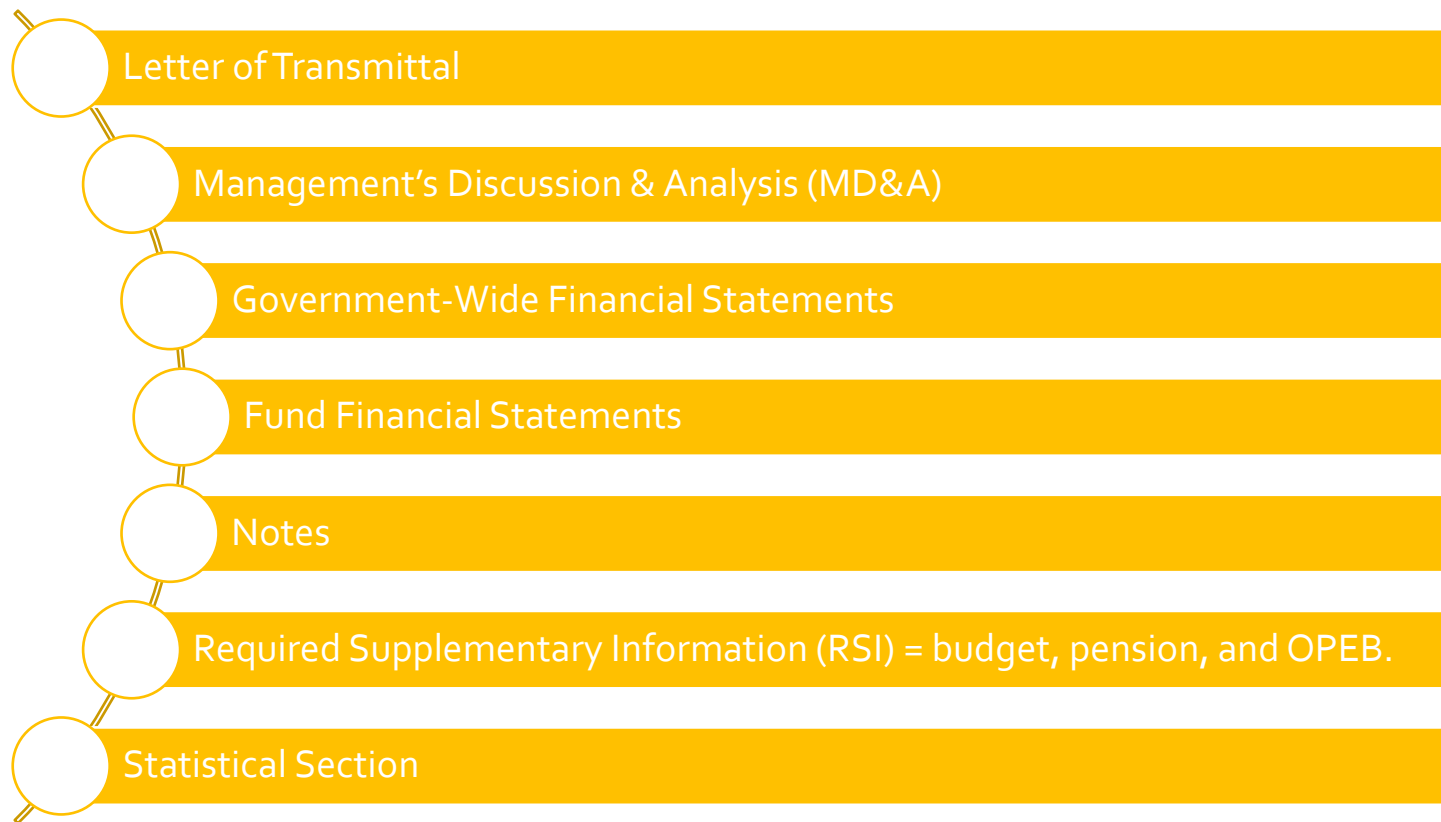 Letter of Transmittal
Management’s Discussion & Analysis (MD&A)
Government-Wide Financial Statements
Fund Financial Statements
Notes
Required Supplementary Information (RSI) = budget, pension, and OPEB.
Statistical Section